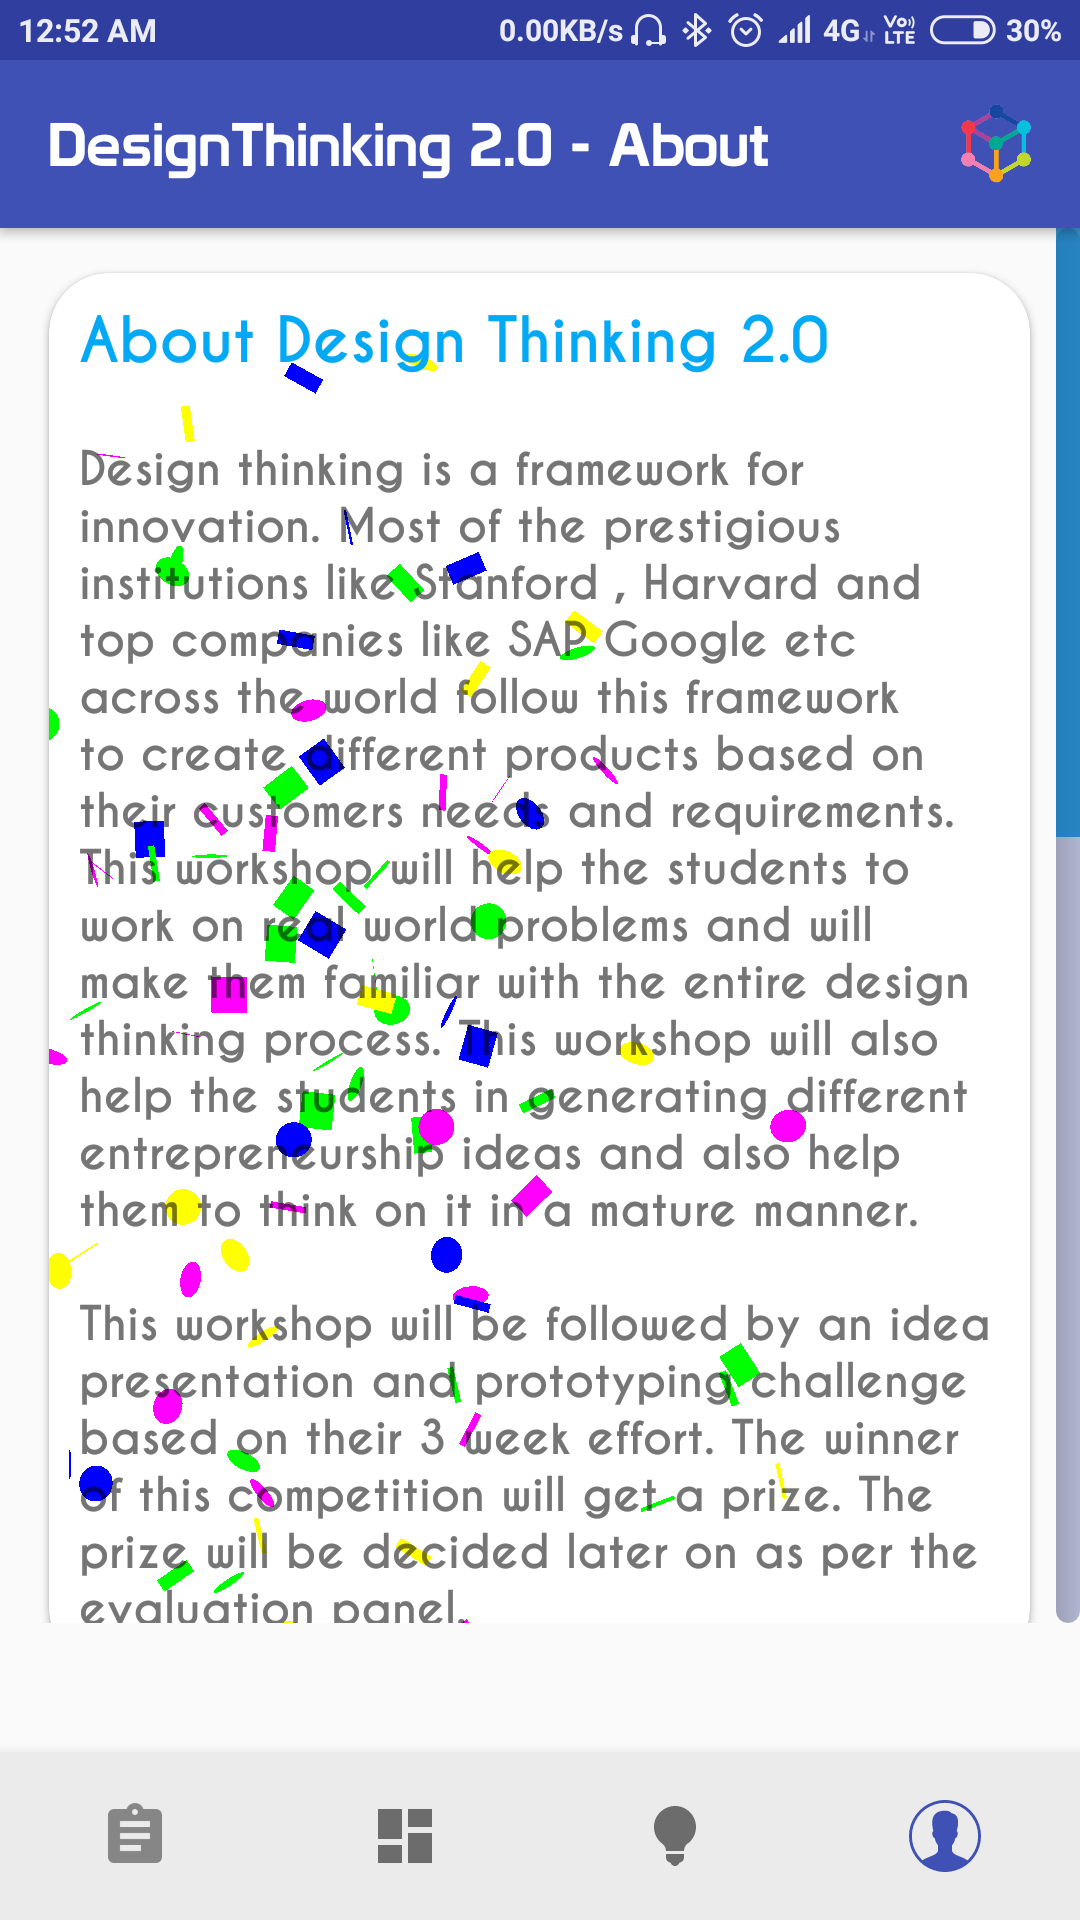 12:52 AM 0.00KB/s 4G Vo) LTE 30%
DesignThinking 2.0 - About
About Design Thinking 2.0
Design thinking is a framework for
innovation. Most of the prestigious
institutions like Stanford , Harvard and
top companies like SAP Google etc
across the world follow this framework
to create different products based on
their customers needs and requirements.
This workshop will help the students to
work on real world problems and will
make them familiar with the entire design
thinking process. This workshop will also
help the students in generating different
entrepreneurship ideas and also help
them to think on it in a mature manner.
This workshop will be followed by an idea
presentation and prototyping challenge
based on their 3 week effort. The winner
of this competition will get a prize. The
prize will be decided later on as per the
evaluation panel.